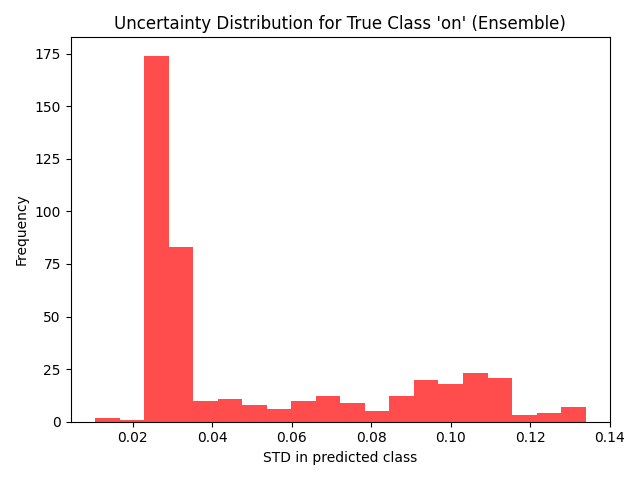 Uncertainty Distribution for True Class 'on' (Ensemble)
175
150
125
100
75
50
25
0
Frequency
0.02 0.04 0.06 0.08 0.10 0.12 0.14
STD in predicted class